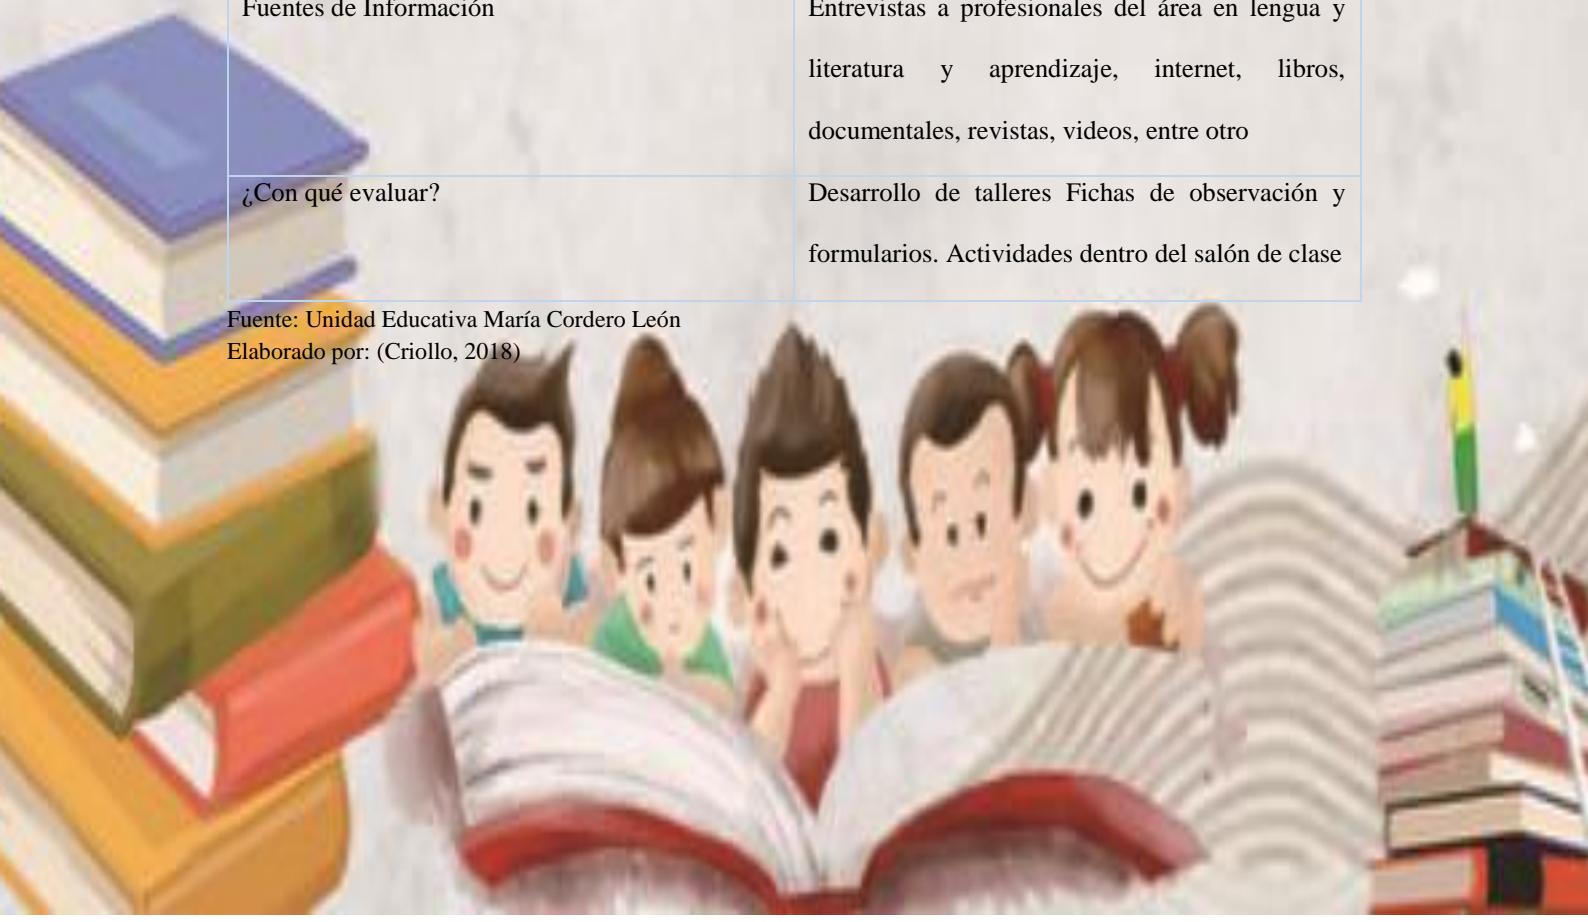 Fuentes de Información
Entrevistas a profesionales del área en lengua y
literatura y aprendizaje, internet, libros,
documentales, revistas, videos, entre otro
¿Con qué evaluar?
Desarrollo de talleres Fichas de observación y
formularios. Actividades dentro del salón de clase
Fuente: Unidad Educativa María Cordero León
Elaborado por: (Criollo, 2018)